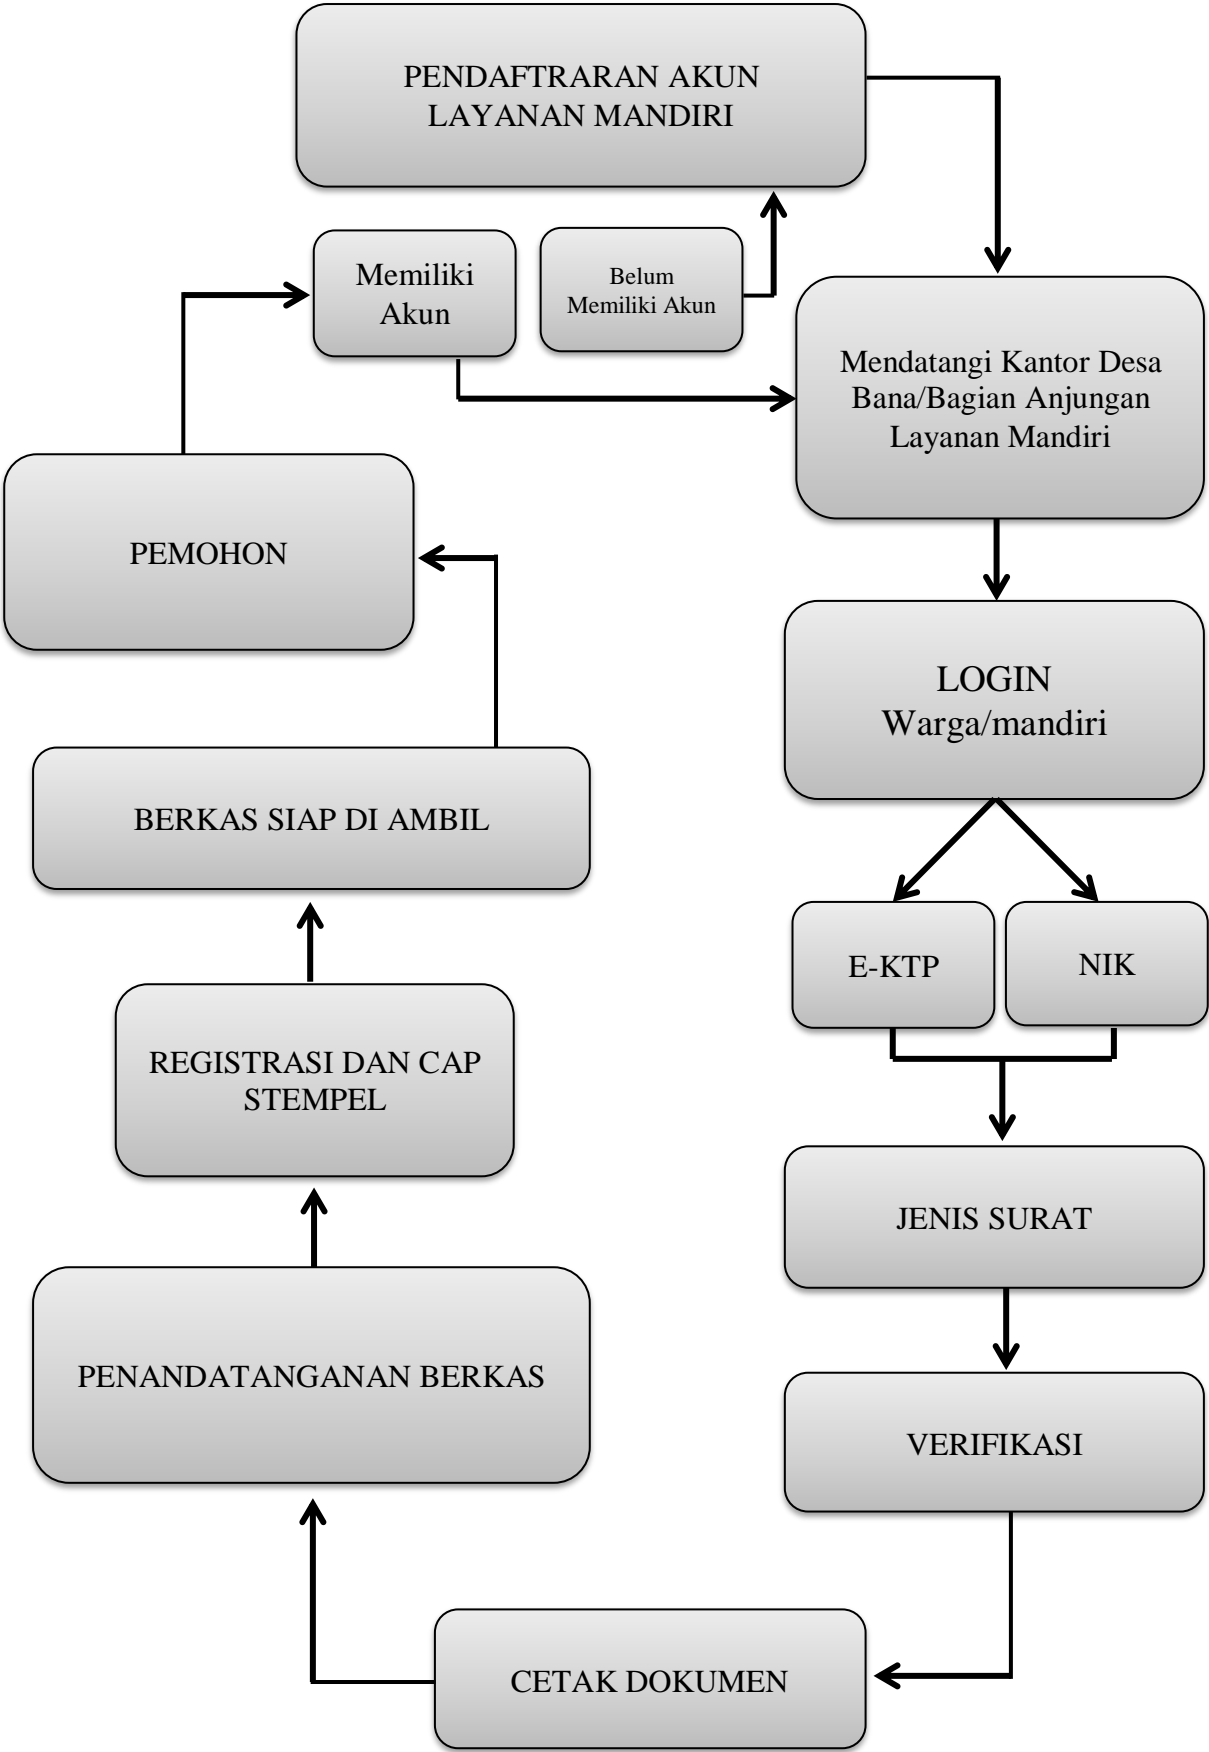 PENDAFTRARAN AKUN
LAYANAN MANDIRI
Memiliki
Akun
Belum
Memiliki Akun
Mendatangi Kantor Desa
Bana/Bagian Anjungan
Layanan Mandiri
PEMOHON
LOGIN
Warga/mandiri
BERKAS SIAP DI AMBIL
E-KTP
NIK
REGISTRASI DAN CAP
STEMPEL
JENIS SURAT
PENANDATANGANAN BERKAS
VERIFIKASI
CETAK DOKUMEN